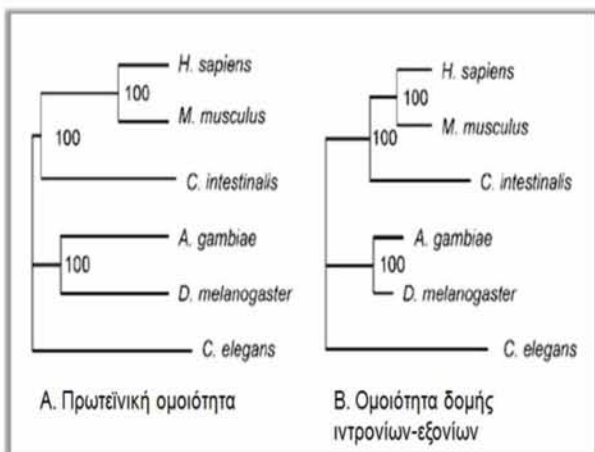 H. sapiens
100
M. musculus
100
C. intestinalis
A. gambiae
100
D. melanogaster
C. elegans
Α. Πρωτεϊνική ομοιότητα
H. sapiens
100
M. musculus
100
C. intestinalis
A. gambiae
100
D. melanogaster
C. elegans
Β. Ομοιότητα δομής
ιντρονίων-εξονίων